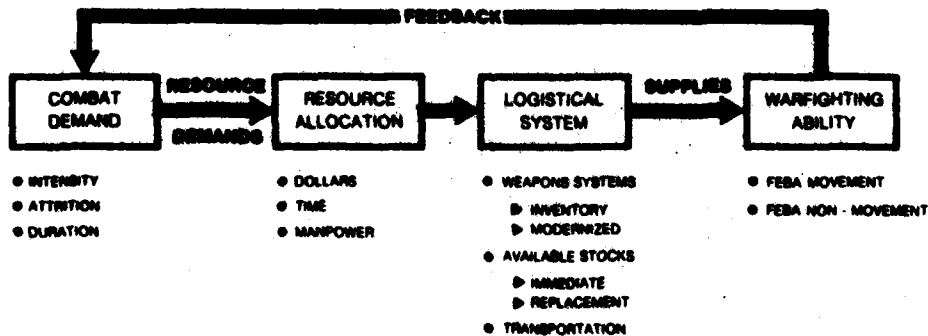 FEEDBACK
COMBAT
DEMAND
RESOURCE
DEMANDS
RESOURCE
ALLOCATION
LOGISTICAL
SYSTEM
SUPPLIES
WARFIGHTING
ABILITY
• INTENSITY
• ATTRITION
• DURATION
• DOLLARS
• TIME
• MANPOWER
• WEAPONS SYSTEMS
▷ INVENTORY
▷ MODERNIZED
• AVAILABLE STOCKS
▷ IMMEDIATE
▷ REPLACEMENT
• TRANSPORTATION
• FEBA MOVEMENT
• FEBA NON - MOVEMENT